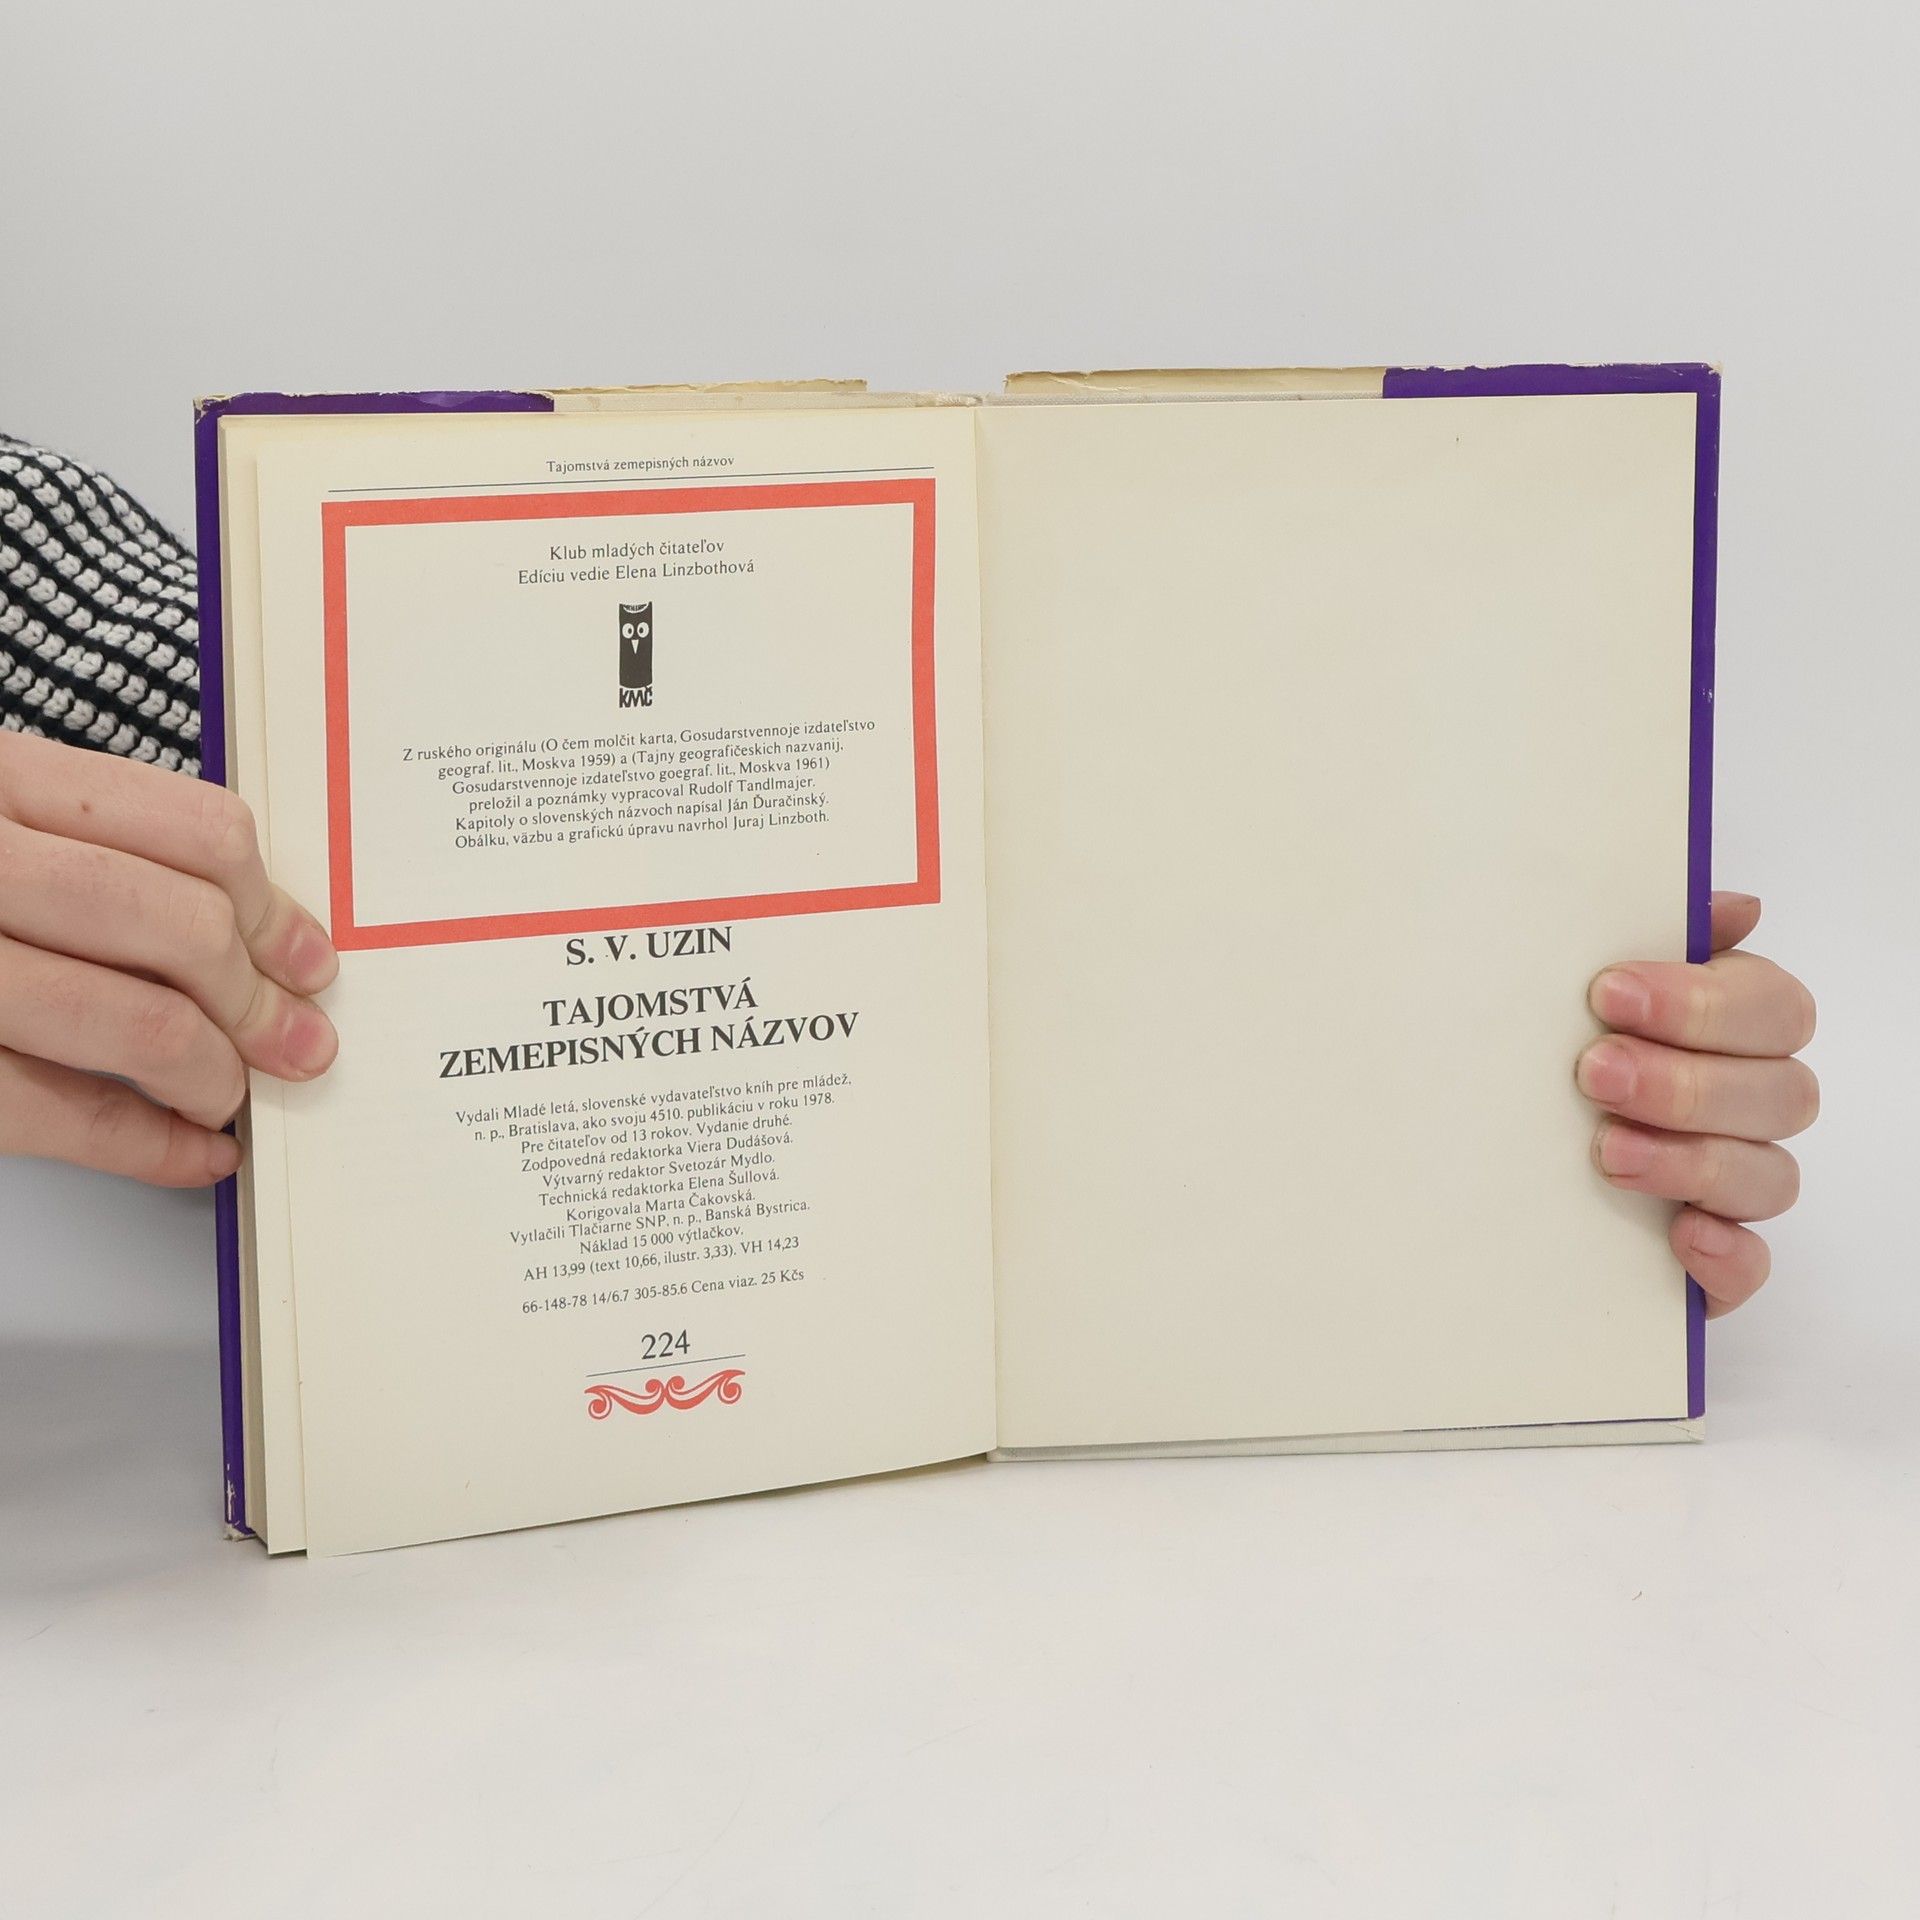 Tajomstvá zemepisných názvov
Klub mladých čitateľov
Edíciu vedie Elena Linzbothová
KMČ
Z ruského originálu (O čem molčit karta, Gosudarstvennoje izdateľstvo
geograf. lit., Moskva 1959) a (Tajny geografičeskich nazvanij,
Gosudarstvennoje izdateľstvo goegraf. lit., Moskva 1961)
preložil a poznámky vypracoval Rudolf Tandlmajer.
Kapitoly o slovenských názvoch napísal Ján Ďuračinský.
Obálku, väzbu a grafickú úpravu navrhol Juraj Linzboth.
S. V. UZIN
TAJOMSTVÁ
ZEMEPISNÝCH NÁZVOV
Vydali Mladé letá, slovenské vydavateľstvo kníh pre mládež,
n. p., Bratislava, ako svoju 4510. publikáciu v roku 1978.
Pre čitateľov od 13 rokov. Vydanie druhé.
Zodpovedná redaktorka Viera Dudášová.
Výtvarný redaktor Svetozár Mydlo.
Technická redaktorka Elena Šullová.
Korigovala Marta Čakovská.
Vytlačili Tlačiarne SNP, n. p., Banská Bystrica.
Náklad 15 000 výtlačkov.
AH 13,99 (text 10,66, ilustr. 3,33). VH 14,23
66-148-78 14/6.7 305-85.6 Cena viaz. 25 Kčs
224